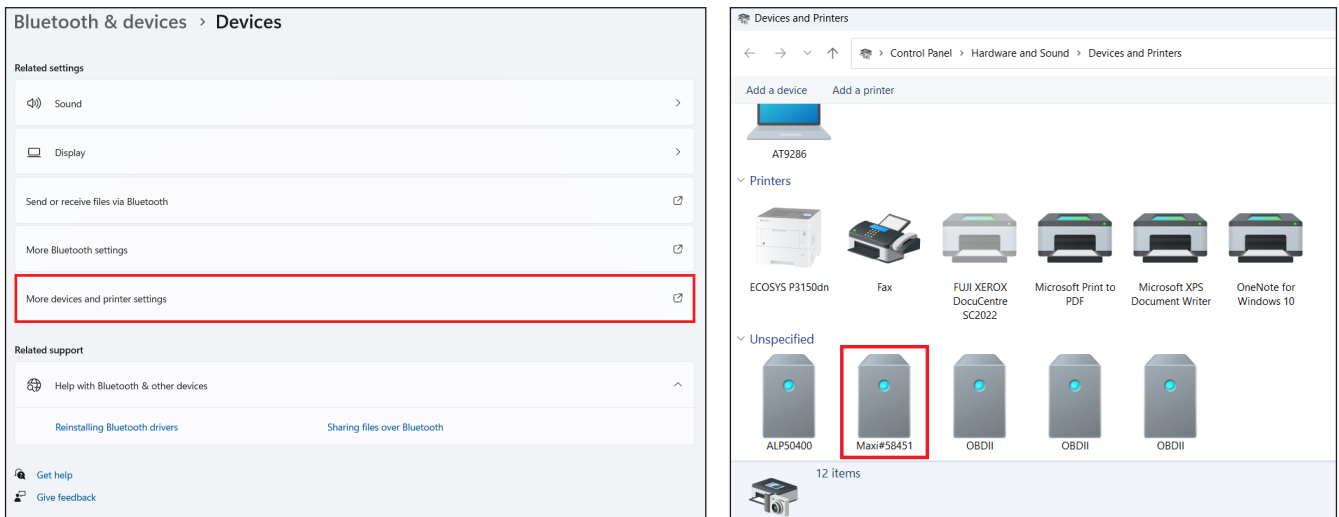 Bluetooth & devices > Devices
Related settings
Sound
Display
Send or receive files via Bluetooth
More Bluetooth settings
More devices and printer settings
Related support
Help with Bluetooth & other devices
Reinstalling Bluetooth drivers
Sharing files over Bluetooth
Get help
Give feedback
Devices and Printers
Control Panel > Hardware and Sound > Devices and Printers
Add a device Add a printer
AT9286
Printers
ECOSYS P3150dn
Fax
FUJI XEROX
DocuCentre
SC2022
Microsoft Print to
PDF
Microsoft XPS
Document Writer
OneNote for
Windows 10
Unspecified
ALP50400
Maxi#58451
OBDII
OBDII
OBDII
12 items